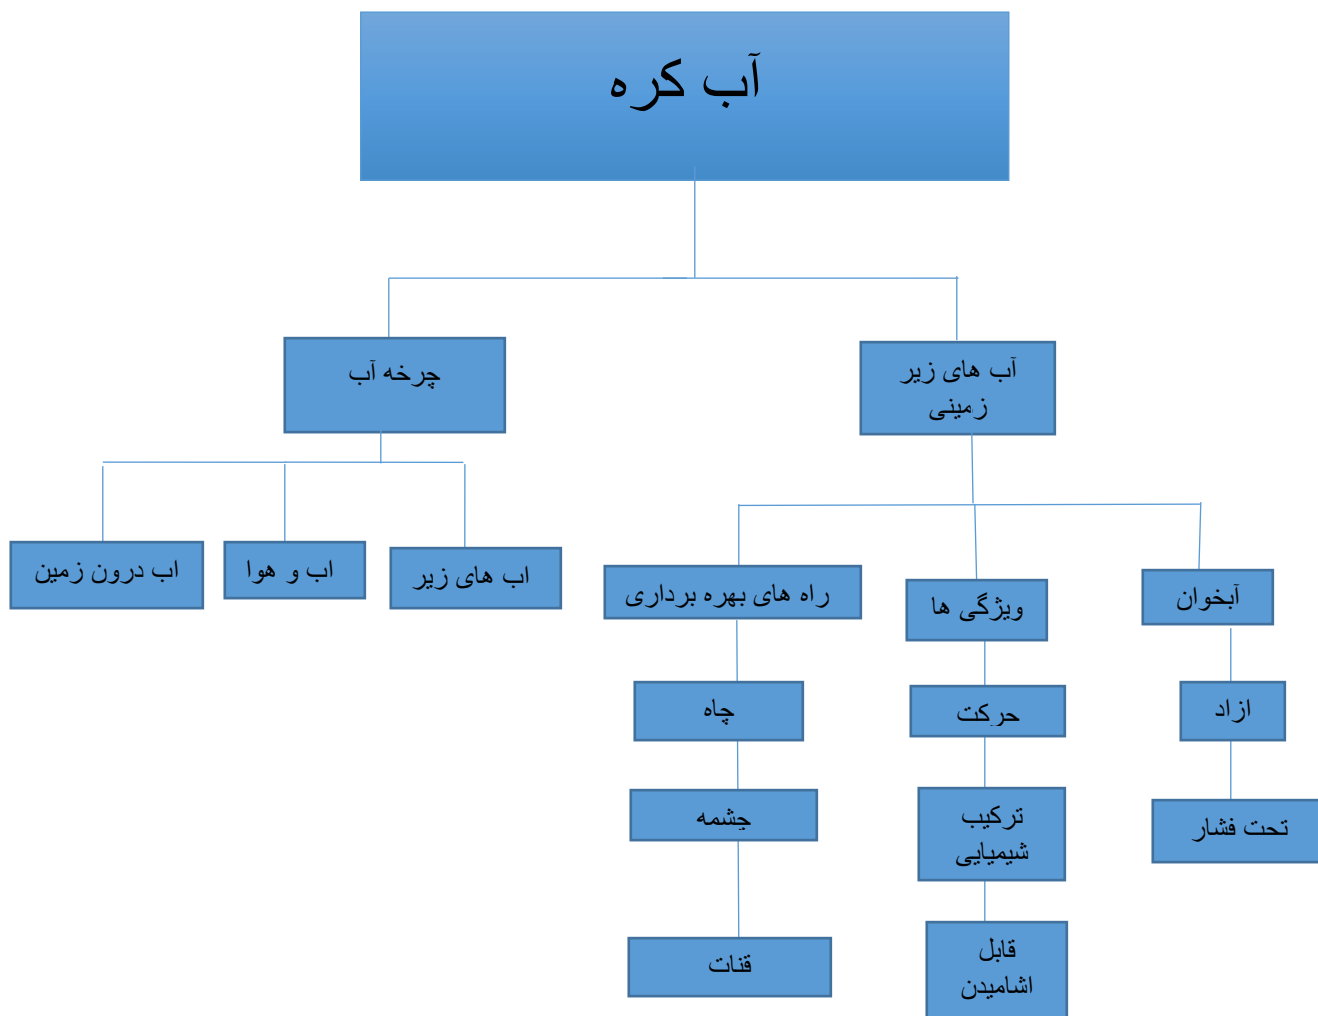 آب کره
آب های زیر
زمینی
چرخه آب
آبخوان
ویژگی ها
راه های بهره برداری
اب های زیر
اب و هوا
اب درون زمین
ازاد
حرکت
چاه
تحت فشار
ترکیب
شیمیایی
چشمه
قابل
اشامیدن
قنات